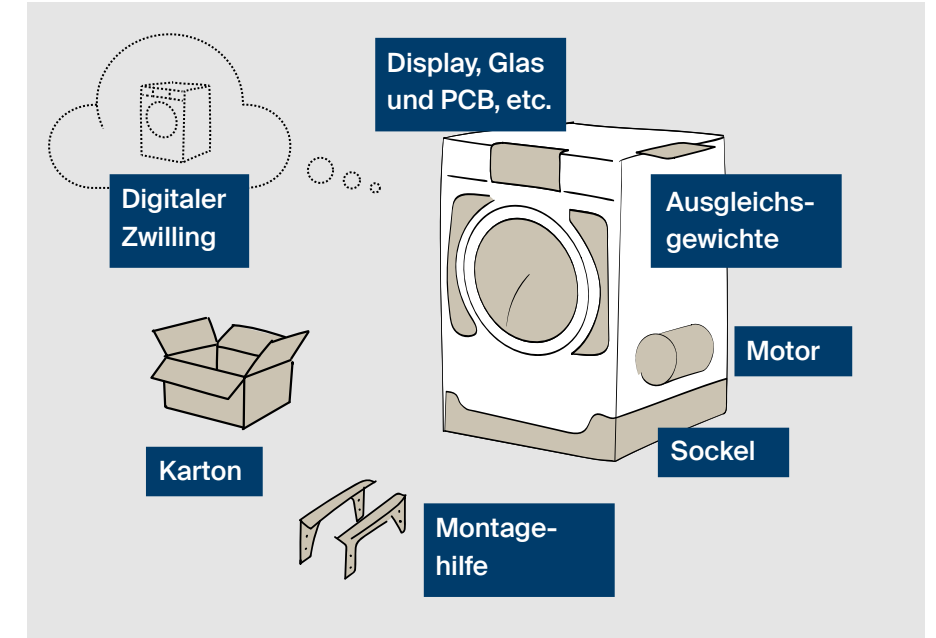 Display, Glas
und PCB, etc.
Digitaler
Zwilling
Ausgleichs-
gewichte
Motor
Sockel
Karton
Montage-
hilfe